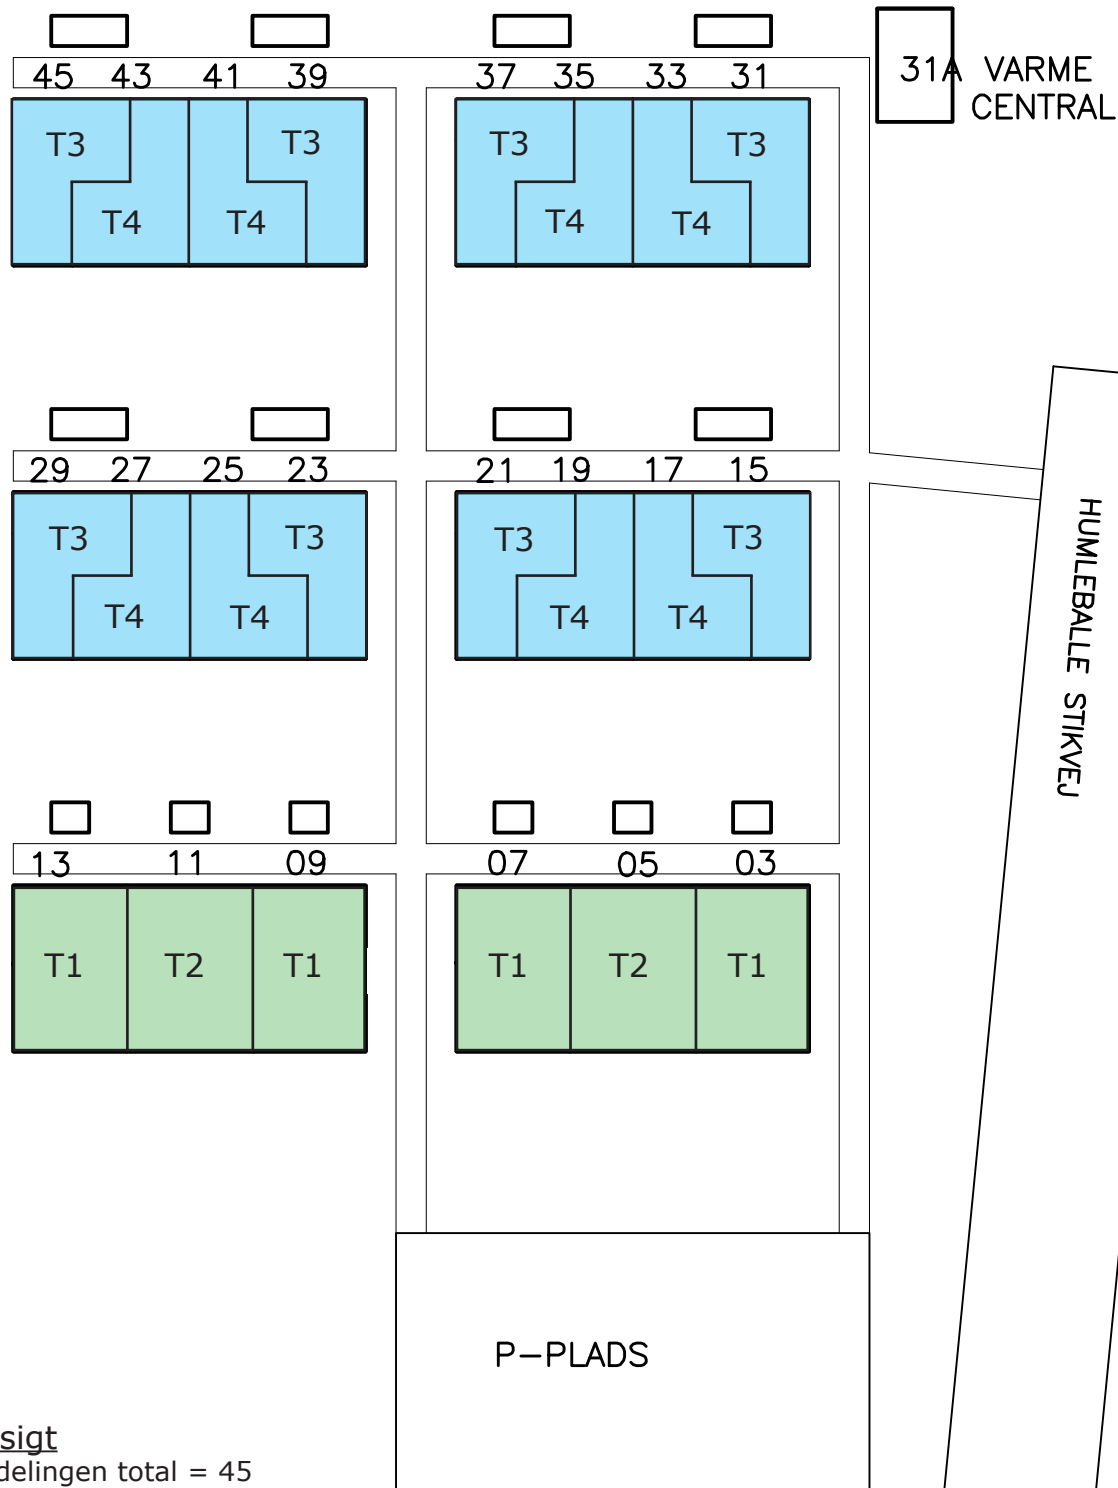 45 43 41 39 37 35 33 31
31A VARME
CENTRAL
T3 T3 T3 T3
T4 T4 T4 T4
29 27 25 23 21 19 17 15
T3 T3 T3 T3
T4 T4 T4 T4
HUMLEBALLE STIKVEJ
13 11 09 07 05 03
T1 T2 T1 T1 T2 T1
P-PLADS
sigt
delingen total = 45